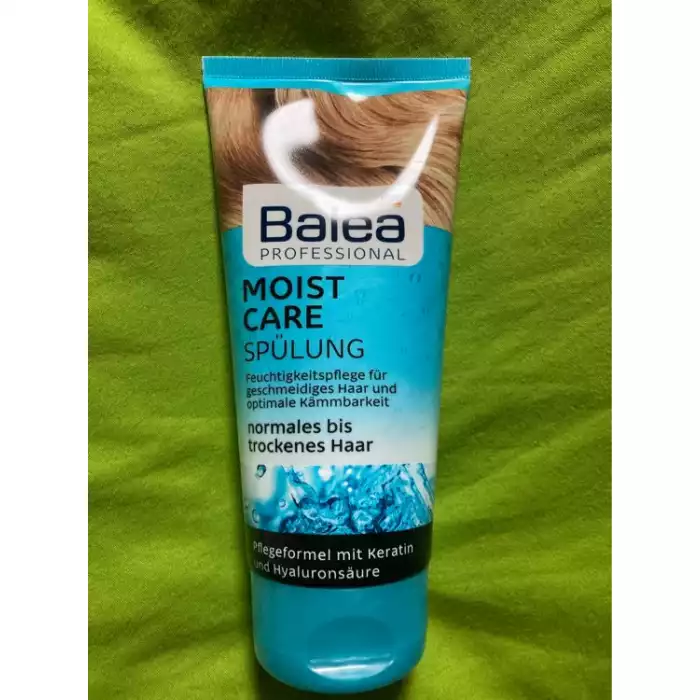 Balea
PROFESSIONAL
MOIST
CARE
SPÜLUNG
Feuchtigkeitspflege für
geschmeidiges Haar und
optimale Kämmbarkeit
normales bis
trockenes Haar
Pflegeformel mit Keratin
und Hyaluronsäure